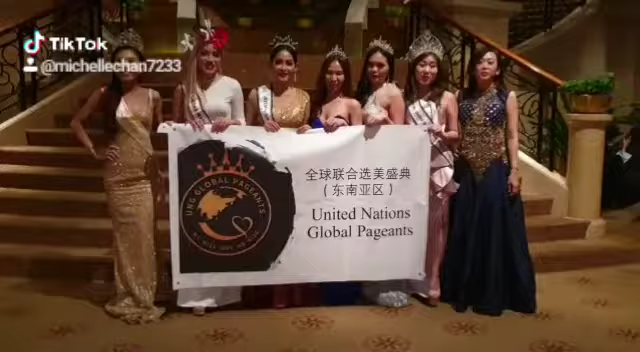 TikTok
@michellechan7233
全球联合选美盛典
（东南亚区）
United Nations
Global Pageants
UNG GLOBAL PAGEANTS